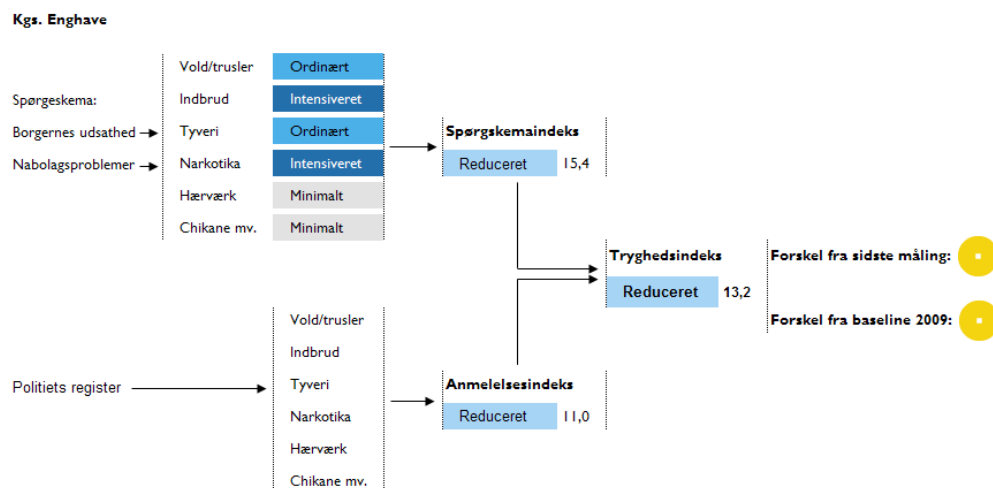 Kgs. Enghave
Vold/trusler Ordinært
Spørgeskema: Indbrud Intensiveret
Borgernes udsathed Tyveri Ordinært
Spørgskemaindeks
Nabolagsproblemer Narkotika Intensiveret
Reduceret 15,4
Hærværk Minimalt
Chikane mv. Minimalt
Tryghedsindeks Forskel fra sidste måling:
Reduceret 13,2
Forskel fra baseline 2009:
Vold/trusler
Indbrud
Politiets register Tyveri
Anmelelsesindeks
Narkotika Reduceret 11,0
Hærværk
Chikane mv.